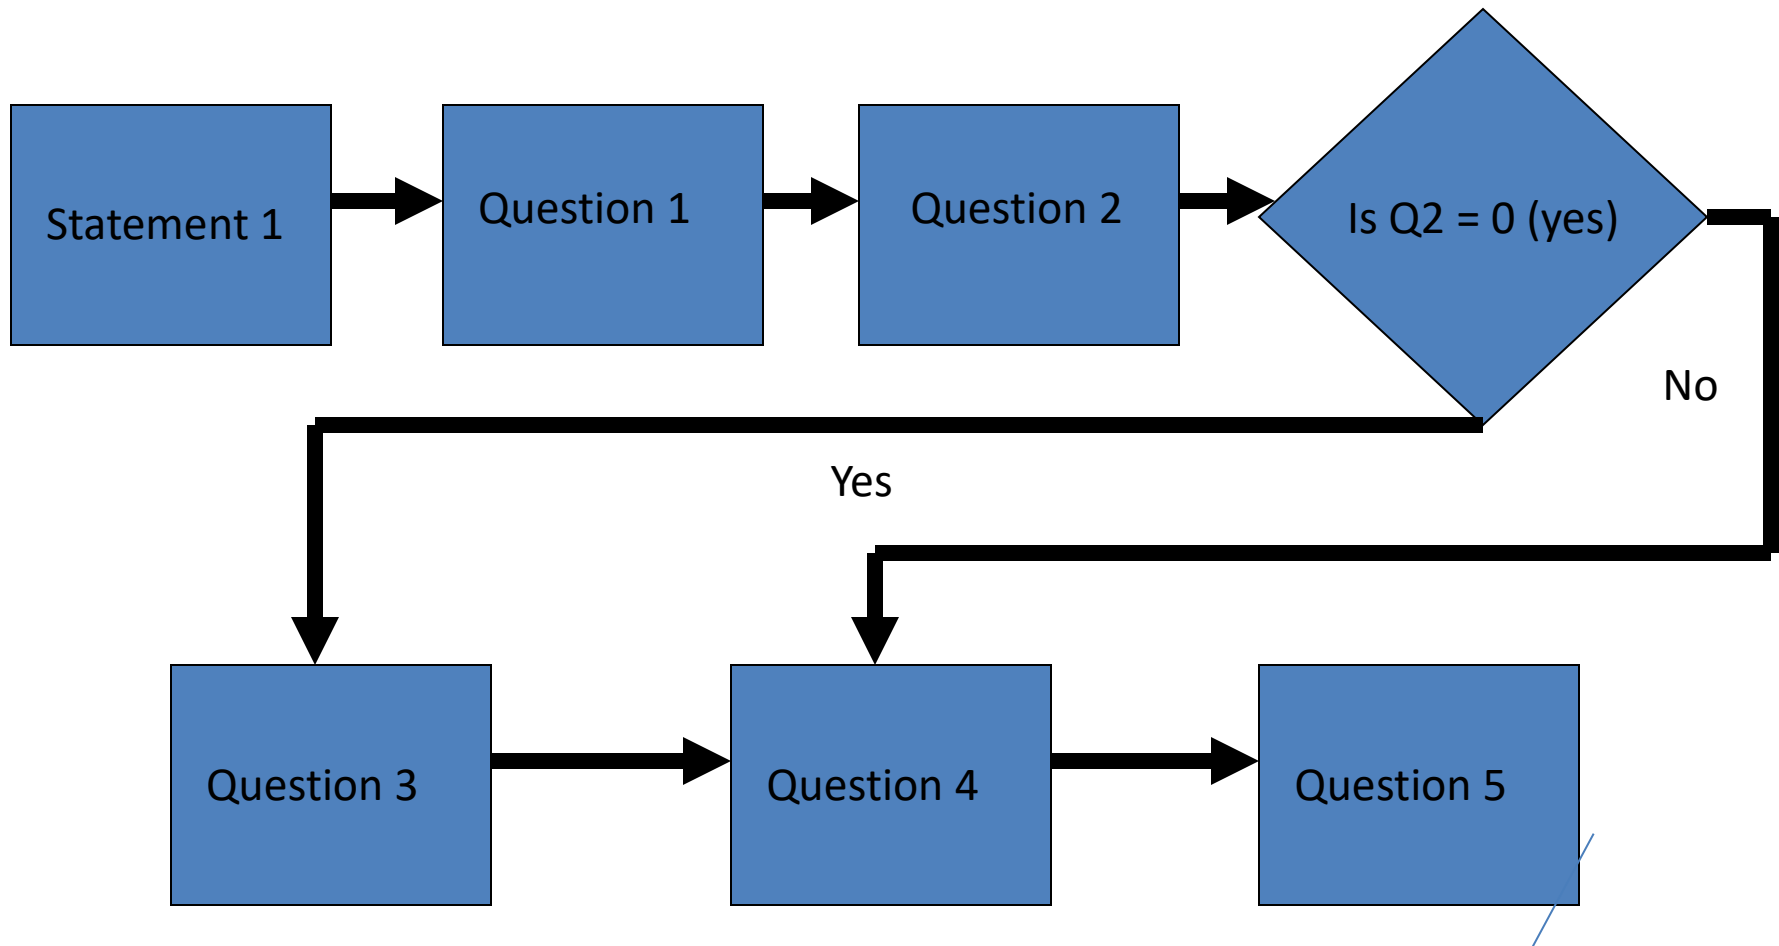 Statement 1
Question 1
Question 2
Is Q2 = 0 (yes)
No
Yes
Question 3
Question 4
Question 5